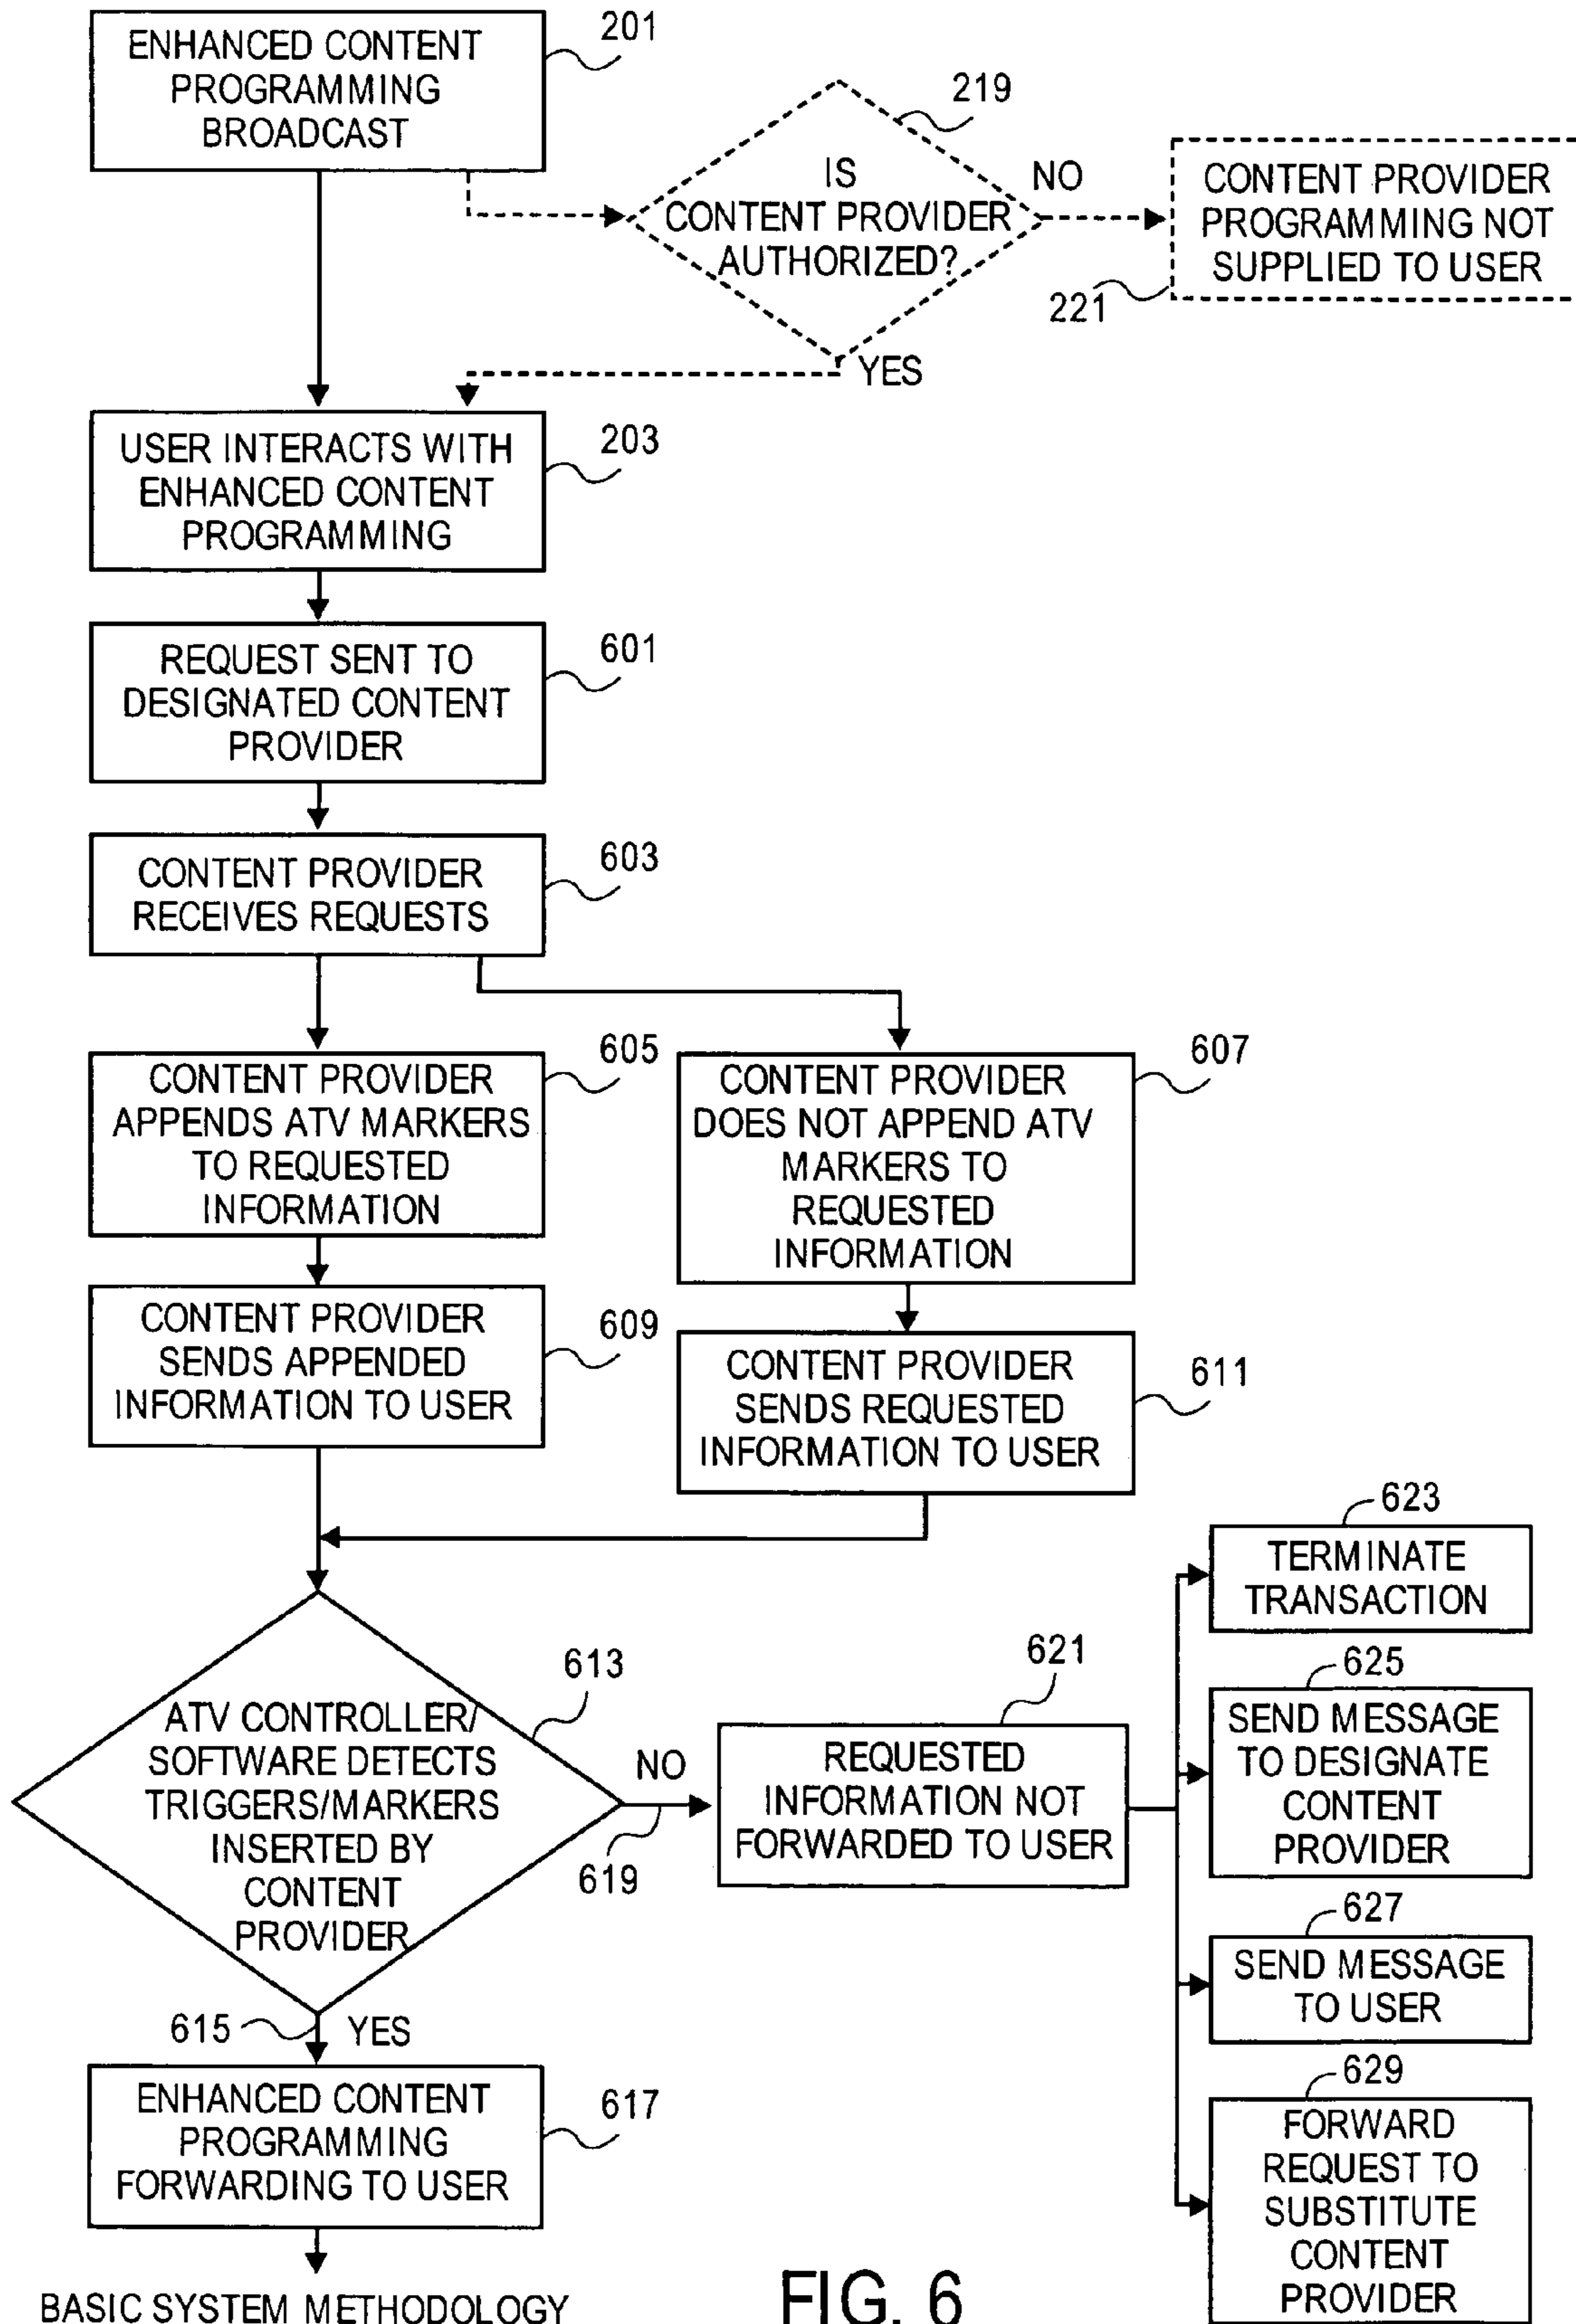 ENHANCED CONTENT
PROGRAMMING
BROADCAST
201
219
IS
CONTENT PROVIDER
AUTHORIZED?
NO
CONTENT PROVIDER
PROGRAMMING NOT
SUPPLIED TO USER
221
YES
USER INTERACTS WITH
ENHANCED CONTENT
PROGRAMMING
203
REQUEST SENT TO
DESIGNATED CONTENT
PROVIDER
601
CONTENT PROVIDER
RECEIVES REQUESTS
603
CONTENT PROVIDER
APPENDS ATV MARKERS
TO REQUESTED
INFORMATION
605
CONTENT PROVIDER
DOES NOT APPEND ATV
MARKERS TO
REQUESTED
INFORMATION
607
CONTENT PROVIDER
SENDS APPENDED
INFORMATION TO USER
609
CONTENT PROVIDER
SENDS REQUESTED
INFORMATION TO USER
611
ATV CONTROLLER/
SOFTWARE DETECTS
TRIGGERS/MARKERS
INSERTED BY
CONTENT
PROVIDER
613
NO
619
REQUESTED
INFORMATION NOT
FORWARDED TO USER
621
623
TERMINATE
TRANSACTION
625
SEND MESSAGE
TO DESIGNATE
CONTENT
PROVIDER
627
SEND MESSAGE
TO USER
629
FORWARD
REQUEST TO
SUBSTITUTE
CONTENT
PROVIDER
615
YES
ENHANCED CONTENT
PROGRAMMING
FORWARDING TO USER
617
BASIC SYSTEM METHODOLOGY
FIG. 6